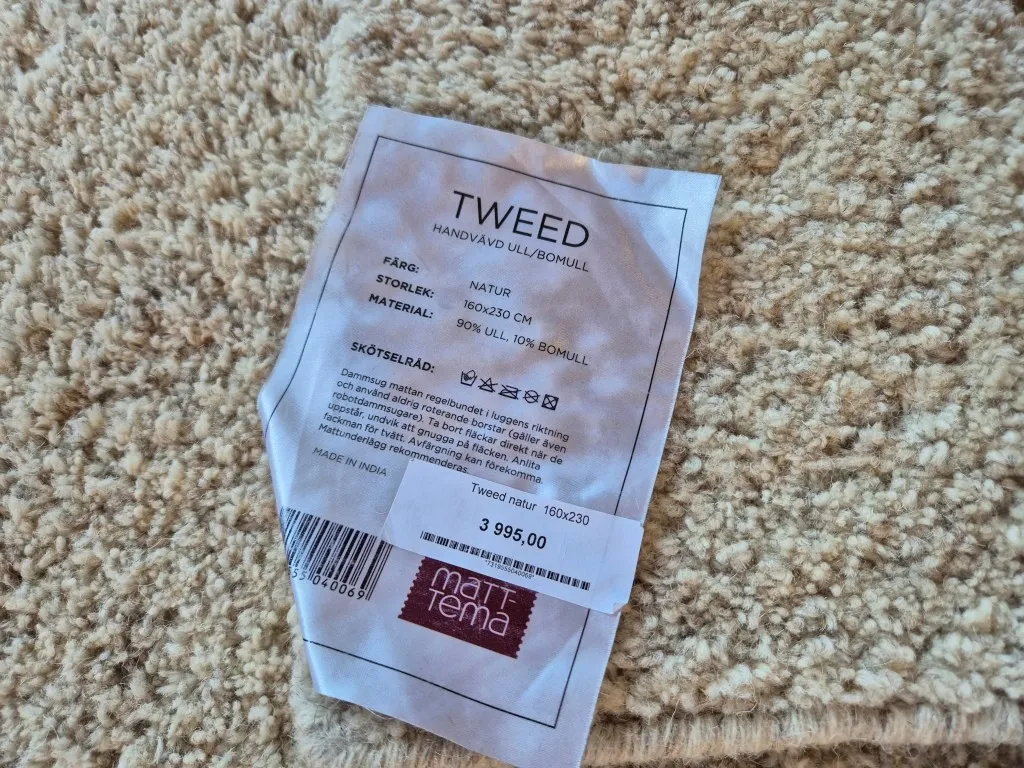 TWEED
HANDVÄVD ULL/BOMULL
FÄRG: NATUR
STORLEK: 160x230 CM
MATERIAL: 90% ULL, 10% BOMULL
SKÖTSELRÅD:
Dammsug mattan regelbundet i luggens riktning
och använd aldrig roterande borstar (gäller även
robotdammsugare). Ta bort fläckar direkt när de
uppstår, undvik att gnugga på fläcken. Anlita
fackman för tvätt. Avfärgning kan förekomma.
Mattunderlägg rekommenderas.
MADE IN INDIA
Tweed natur 160x230
3 995,00
*7319055040069*
55 040069
maTT-
Tema